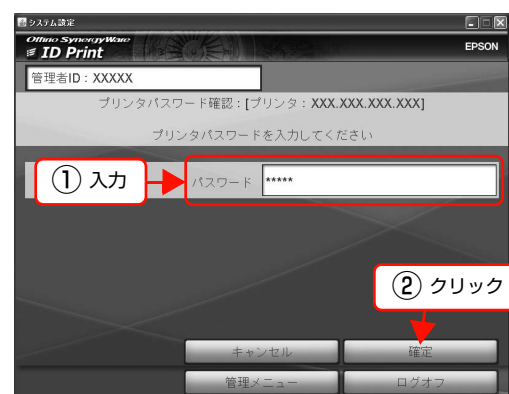 システム設定
Offirio SynergyWare
ID Print
EPSON
管理者ID：XXXXX
プリンタパスワード確認：[プリンタ：XXX.XXX.XXX.XXX]
プリンタパスワードを入力してください
① 入力
パスワード *****
② クリック
キャンセル 確定
管理メニュー ログオフ